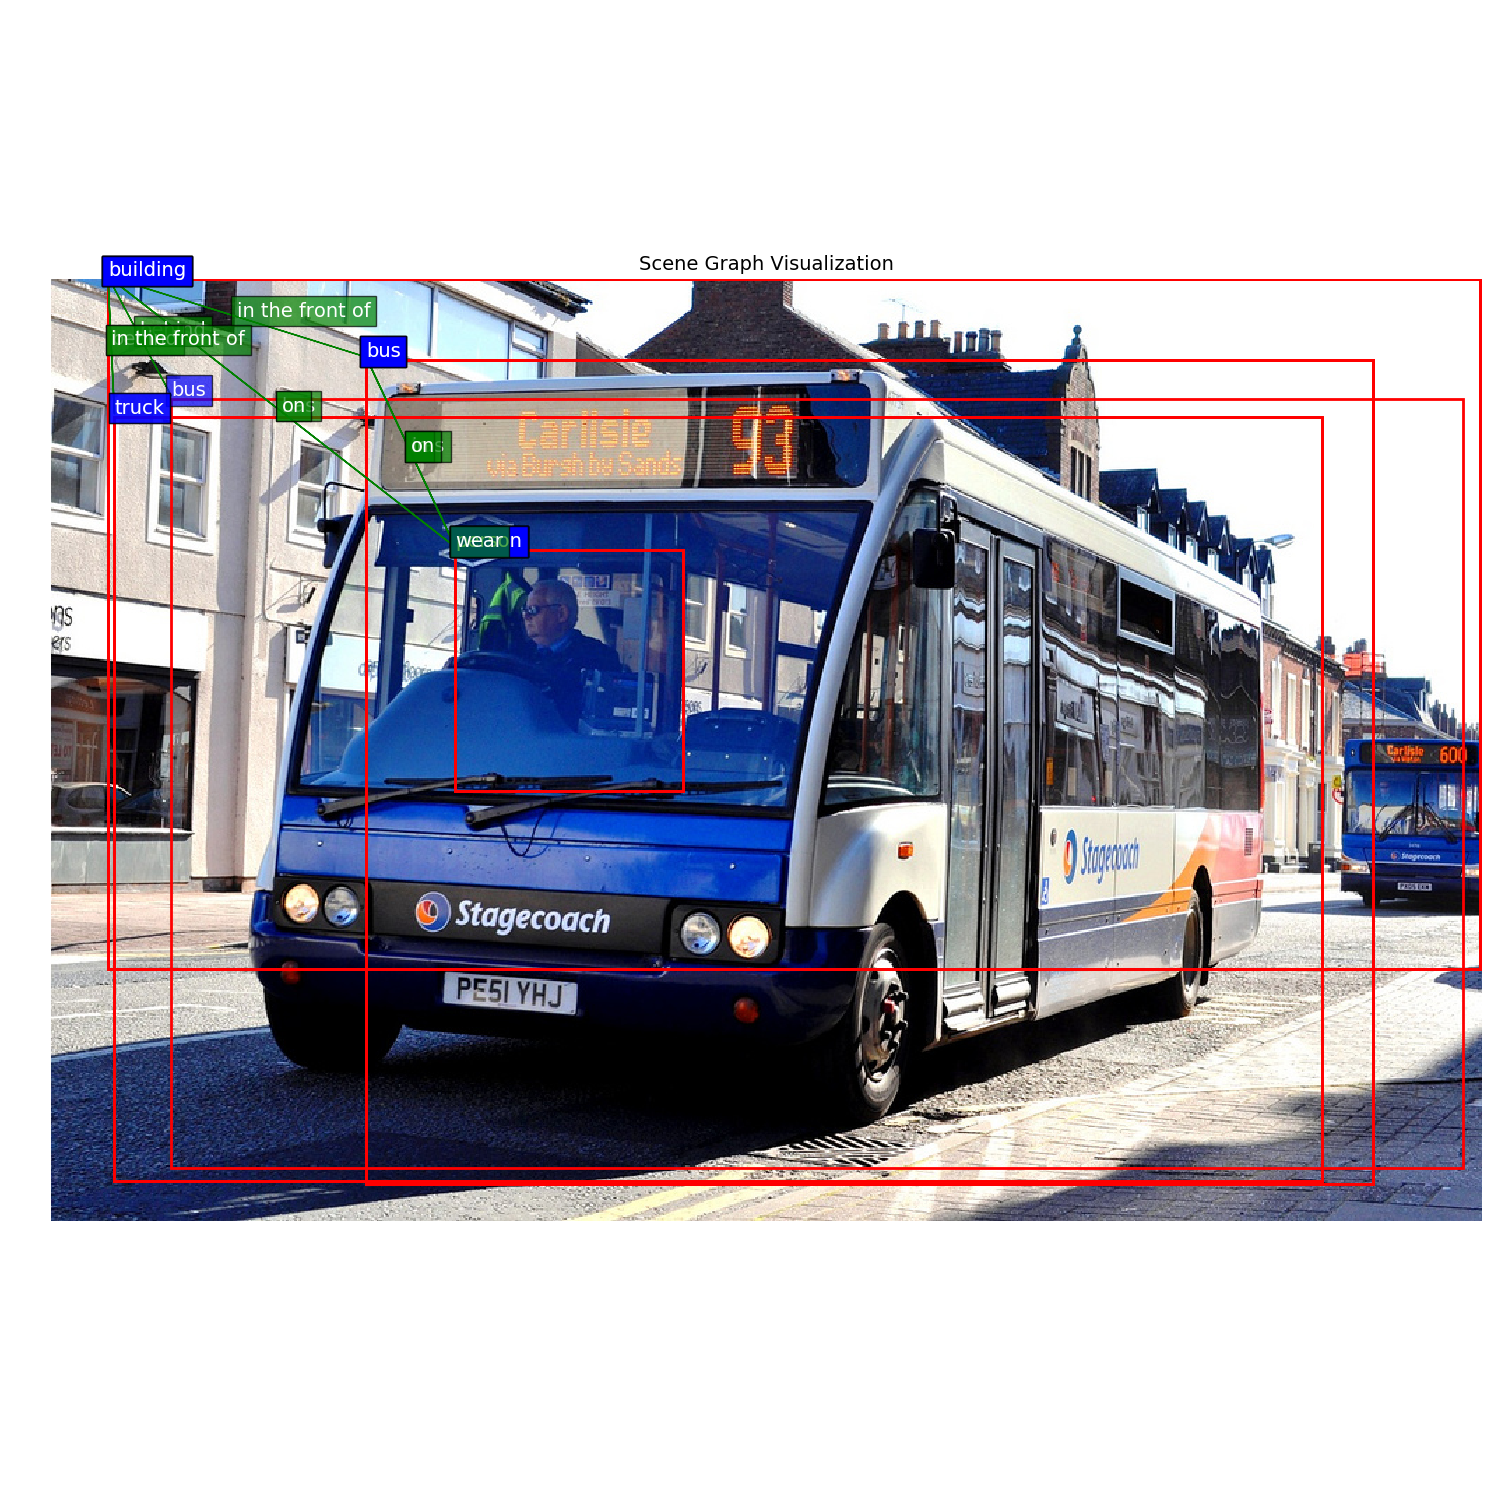 Scene Graph Visualization
building
in the front of
in the front of
bus
bus
truck
on
on
wear
Carlisle
via Burgh by Sands
93
Stagecoach
PE51 YHJ
Stagecoach
Carlisle
600
Stagecoach